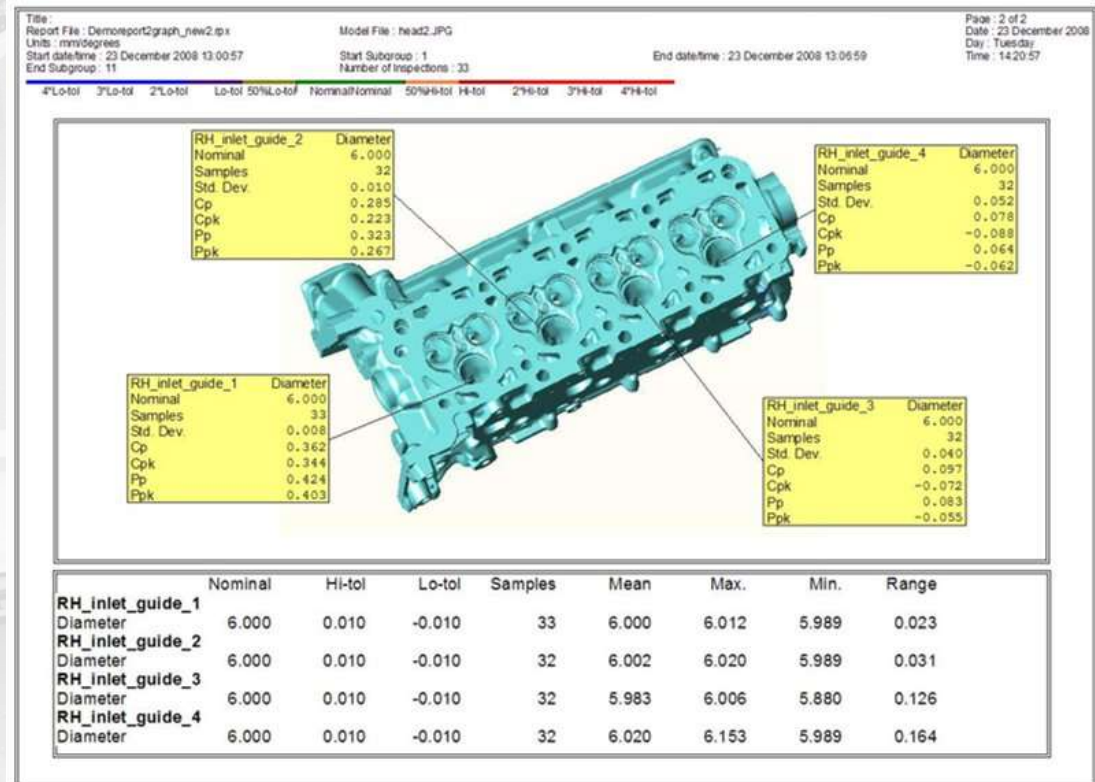 Title :
Report File : Demoreport2graph_new2.rpx
Model File : head2.JPG
Units : mm/degrees
Start date/time : 23 December 2008 13:00:57
Start Subgroup : 1
End date/time : 23 December 2008 13:06:59
End Subgroup : 11
Number of Inspections : 33
Page : 2 of 2
Date : 23 December 2008
Day : Tuesday
Time : 14:20:57
4*Lo-tol 3*Lo-tol 2*Lo-tol Lo-tol 50%Lo-tol Nominal Nominal 50%Hi-tol Hi-tol 2*Hi-tol 3*Hi-tol 4*Hi-tol
RH_inlet_guide_2 Diameter
Nominal 6.000
Samples 32
Std. Dev. 0.010
Cp 0.285
Cpk 0.223
Pp 0.323
Ppk 0.267
RH_inlet_guide_4 Diameter
Nominal 6.000
Samples 32
Std. Dev. 0.052
Cp 0.078
Cpk -0.088
Pp 0.064
Ppk -0.062
RH_inlet_guide_1 Diameter
Nominal 6.000
Samples 33
Std. Dev. 0.008
Cp 0.362
Cpk 0.344
Pp 0.424
Ppk 0.403
RH_inlet_guide_3 Diameter
Nominal 6.000
Samples 32
Std. Dev. 0.040
Cp 0.097
Cpk -0.072
Pp 0.083
Ppk -0.055
Nominal Hi-tol Lo-tol Samples Mean Max. Min. Range
RH_inlet_guide_1
Diameter 6.000 0.010 -0.010 33 6.000 6.012 5.989 0.023
RH_inlet_guide_2
Diameter 6.000 0.010 -0.010 32 6.002 6.020 5.989 0.031
RH_inlet_guide_3
Diameter 6.000 0.010 -0.010 32 5.983 6.006 5.880 0.126
RH_inlet_guide_4
Diameter 6.000 0.010 -0.010 32 6.020 6.153 5.989 0.164